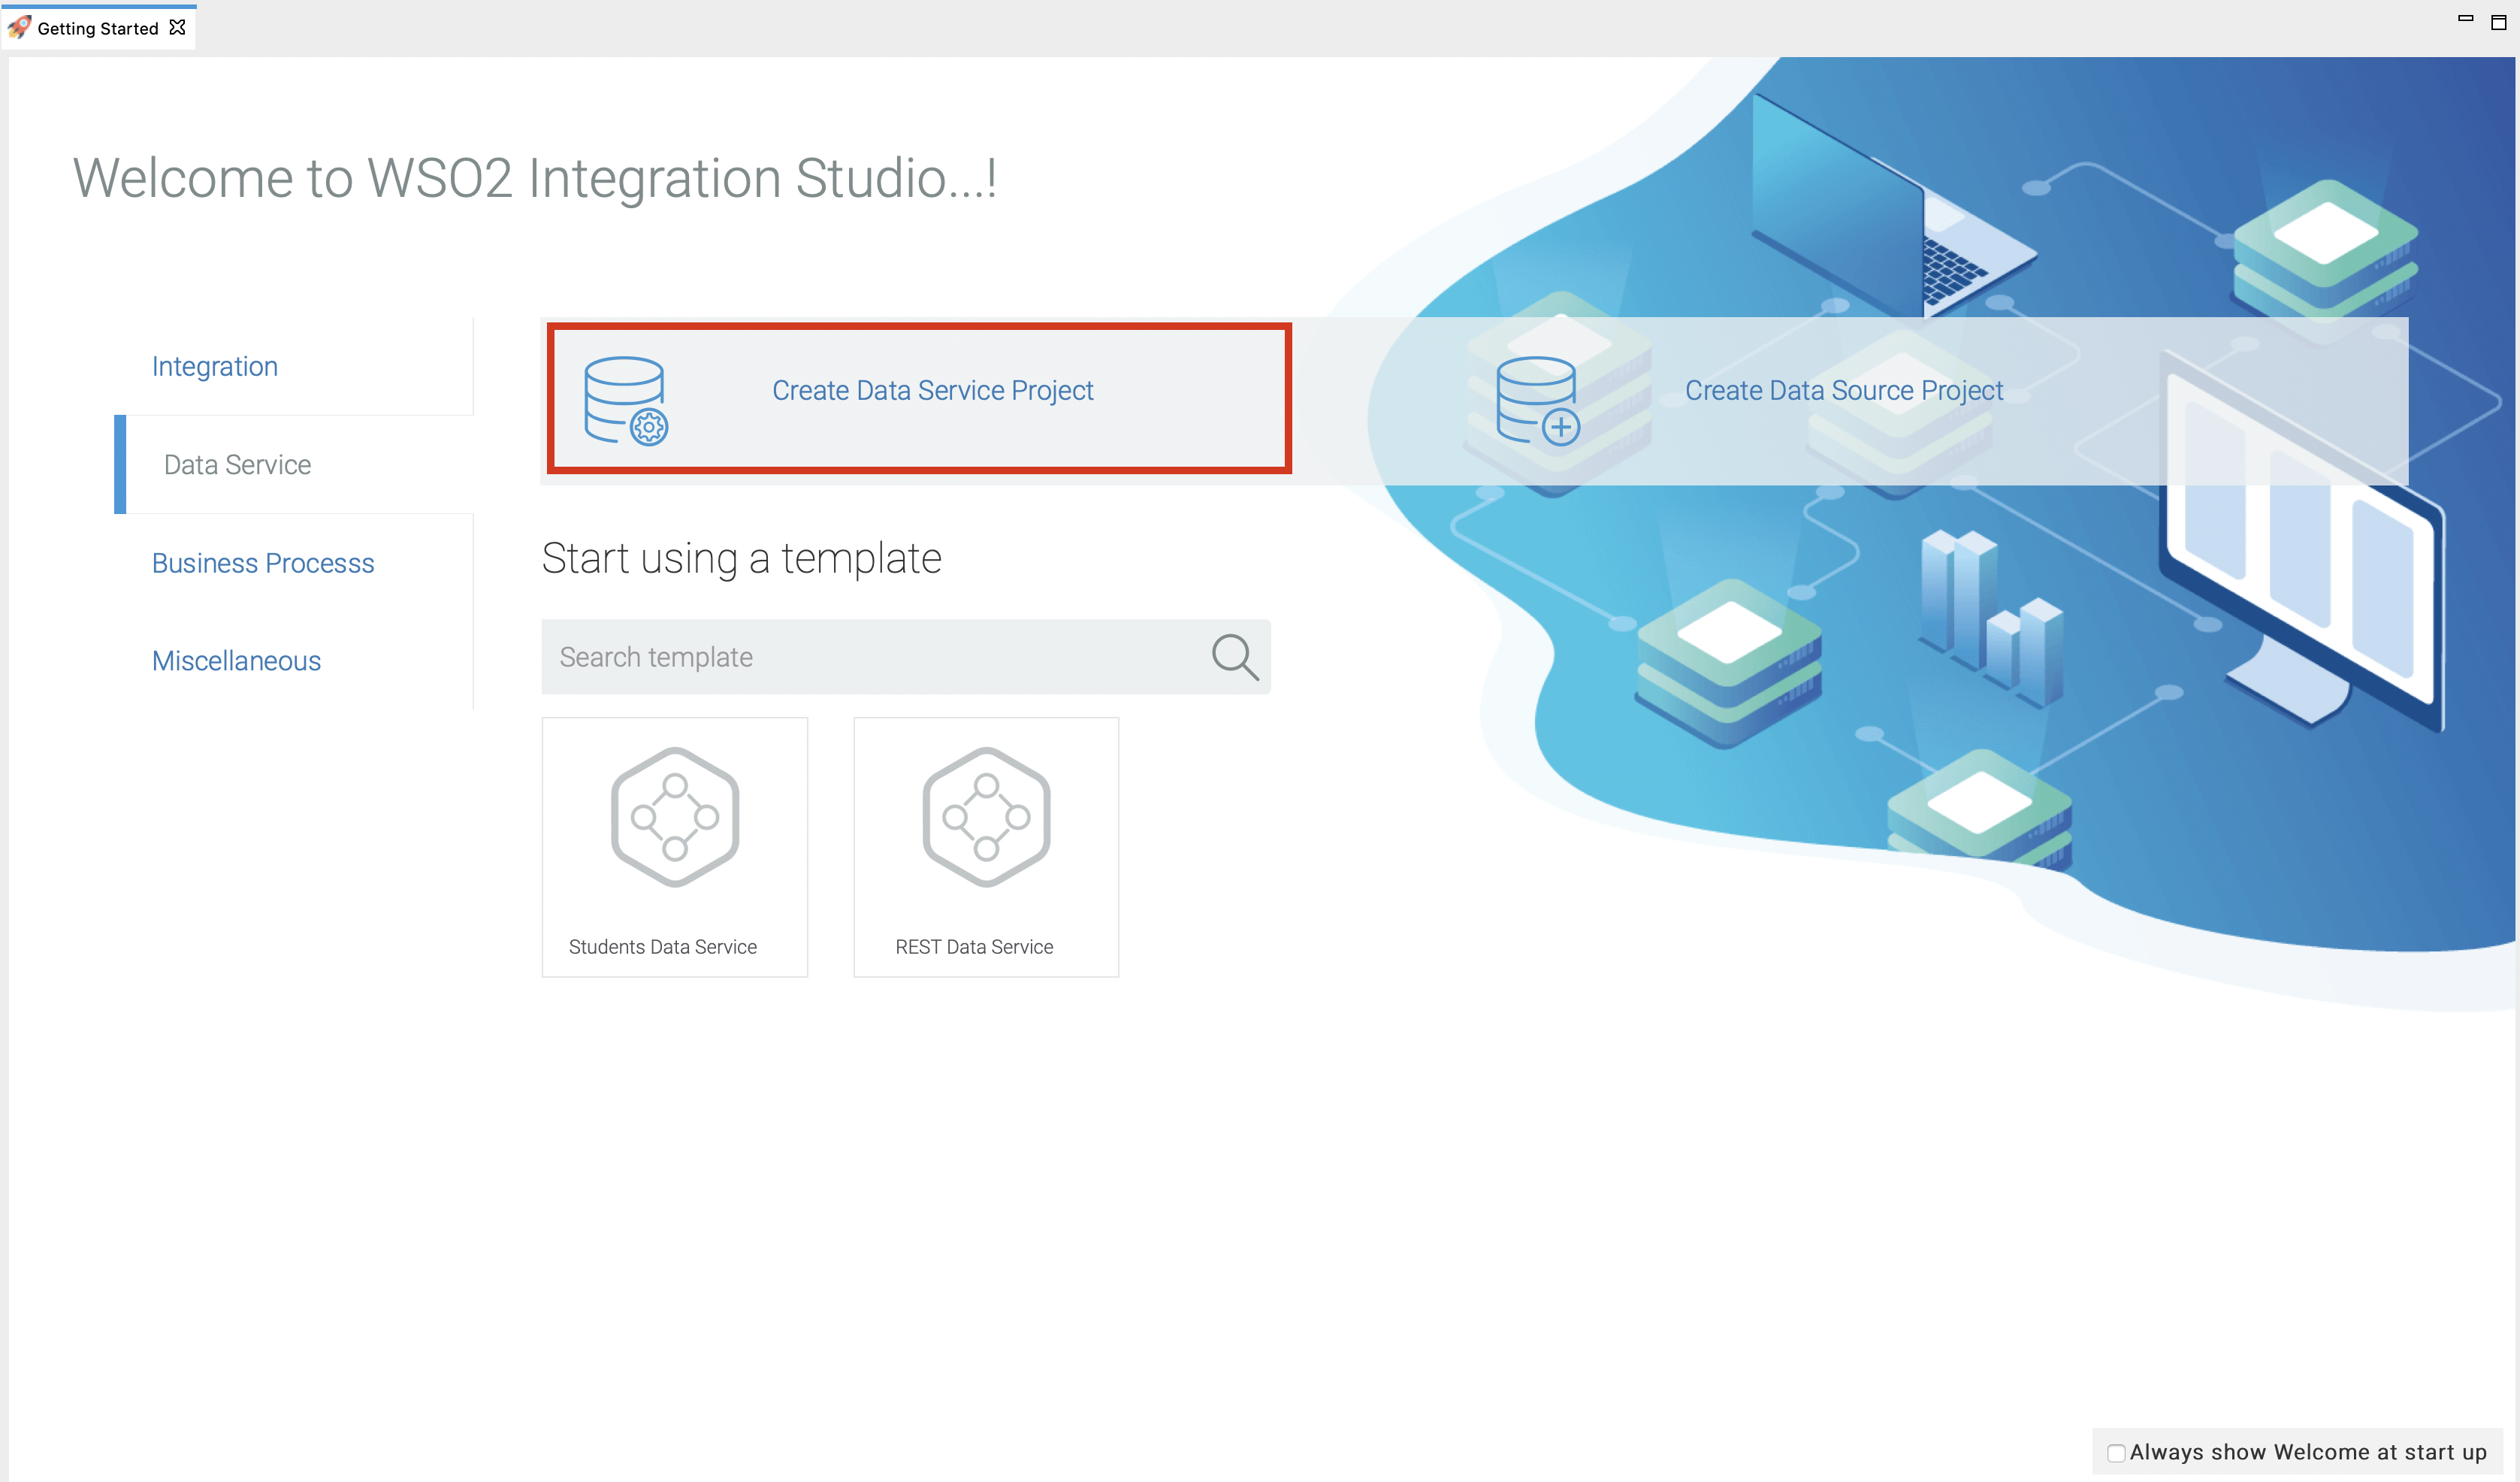 Getting Started
Welcome to WSO2 Integration Studio...!
Integration
Data Service
Business Processs
Miscellaneous
Create Data Service Project
Create Data Source Project
Start using a template
Search template
Students Data Service
REST Data Service
Always show Welcome at start up